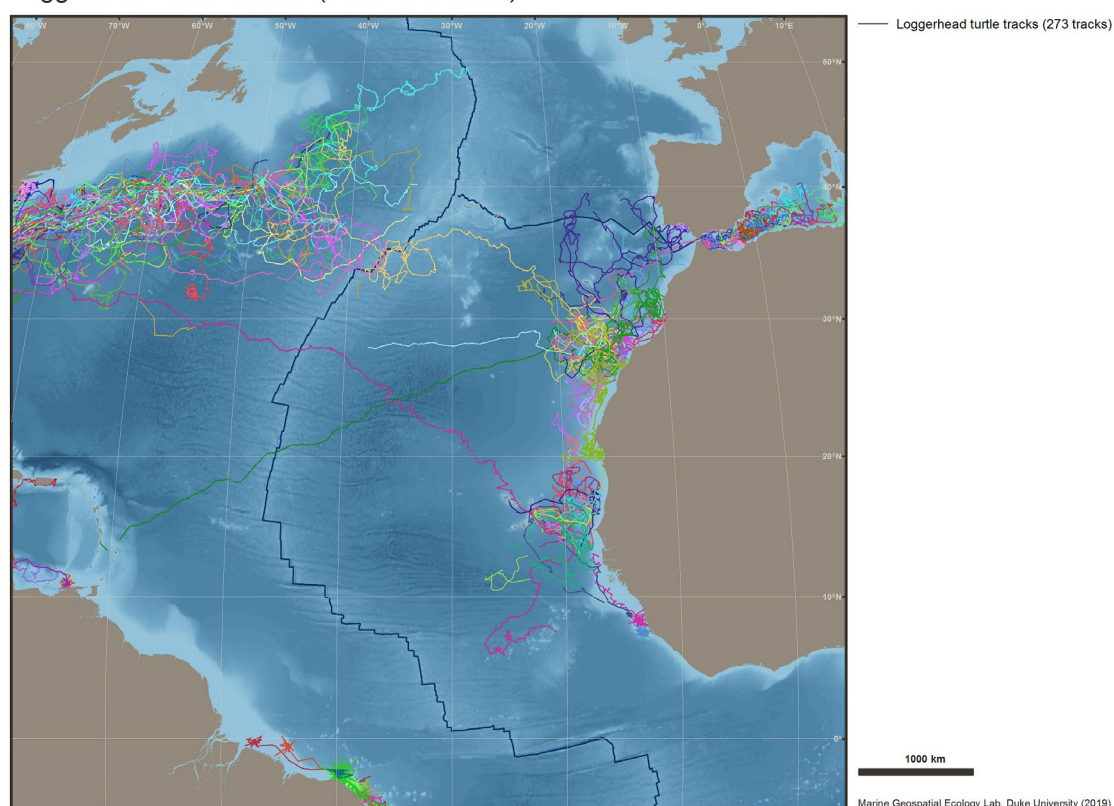 80°W 70°W 60°W 50°W 40°W 30°W 20°W 10°W 0° 10°E
Loggerhead turtle tracks (273 tracks)
50°N
40°N
30°N
20°N
10°N
0°
1000 km
Marine Geospatial Ecology Lab, Duke University (2019)